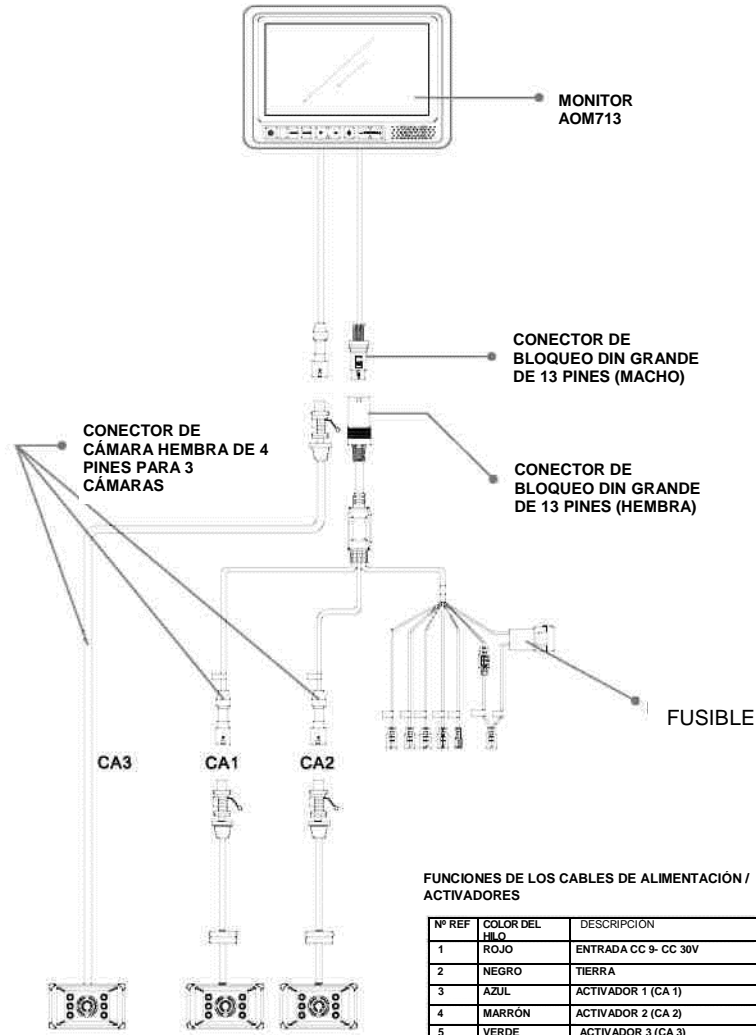 MONITOR
AOM713
CONECTOR DE
BLOQUEO DIN GRANDE
DE 13 PINES (MACHO)
CONECTOR DE
CÁMARA HEMBRA DE 4
PINES PARA 3
CÁMARAS
CONECTOR DE
BLOQUEO DIN GRANDE
DE 13 PINES (HEMBRA)
FUSIBLE
CA3 CA1 CA2
FUNCIONES DE LOS CABLES DE ALIMENTACIÓN /
ACTIVADORES
Nº REF COLOR DEL HILO DESCRIPCION
1 ROJO ENTRADA CC 9- CC 30V
2 NEGRO TIERRA
3 AZUL ACTIVADOR 1 (CA 1)
4 MARRÓN ACTIVADOR 2 (CA 2)
5 VERDE ACTIVADOR 3 (CA 3)